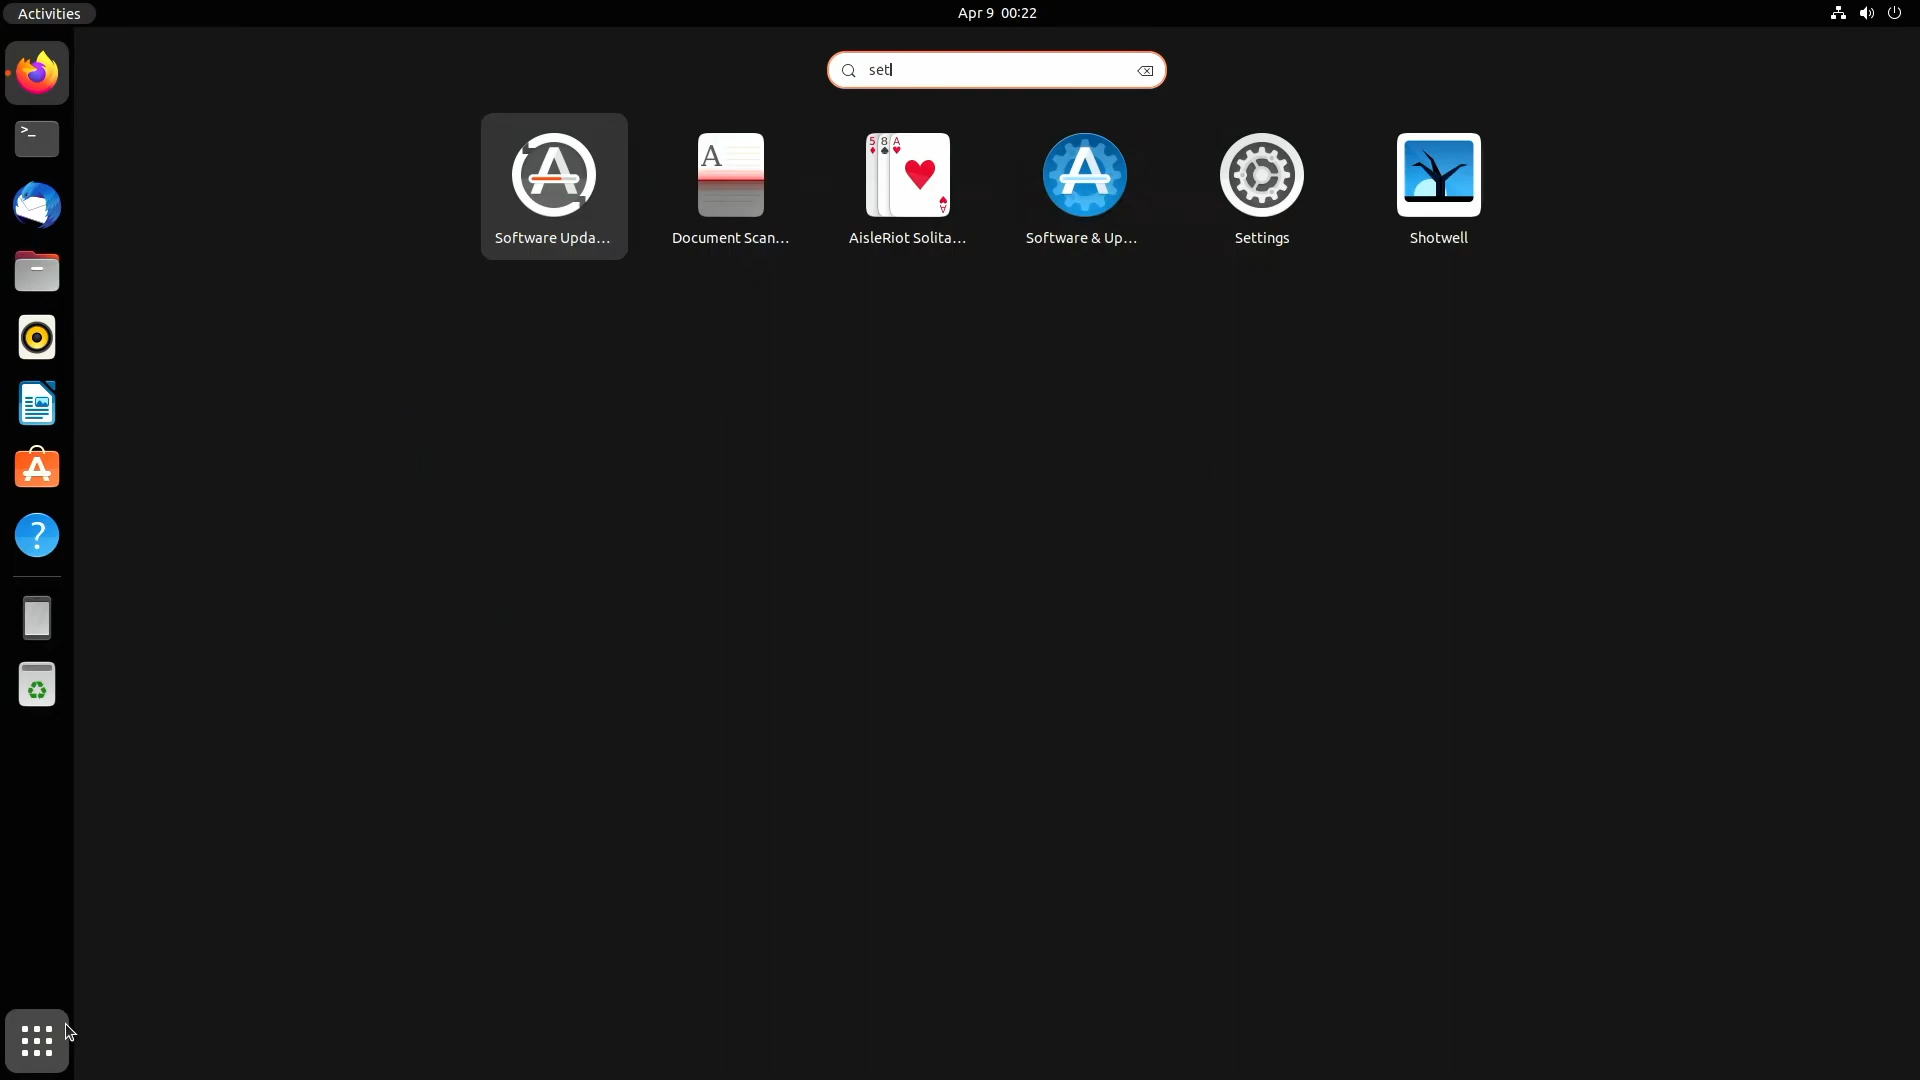 Activities
Apr 9 00:22
set
Software Upda...
Document Scan...
AisleRiot Solita...
Software & Up...
Settings
Shotwell